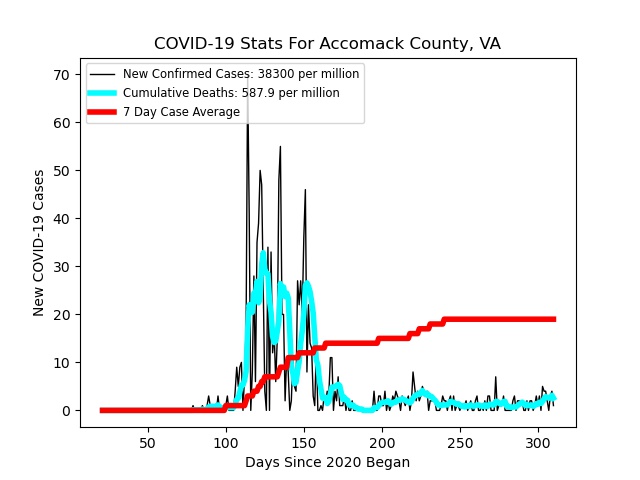 COVID-19 Stats For Accomack County, VA
New Confirmed Cases: 38300 per million
Cumulative Deaths: 587.9 per million
7 Day Case Average
New COVID-19 Cases
70
60
50
40
30
20
10
0
50 100 150 200 250 300
Days Since 2020 Began